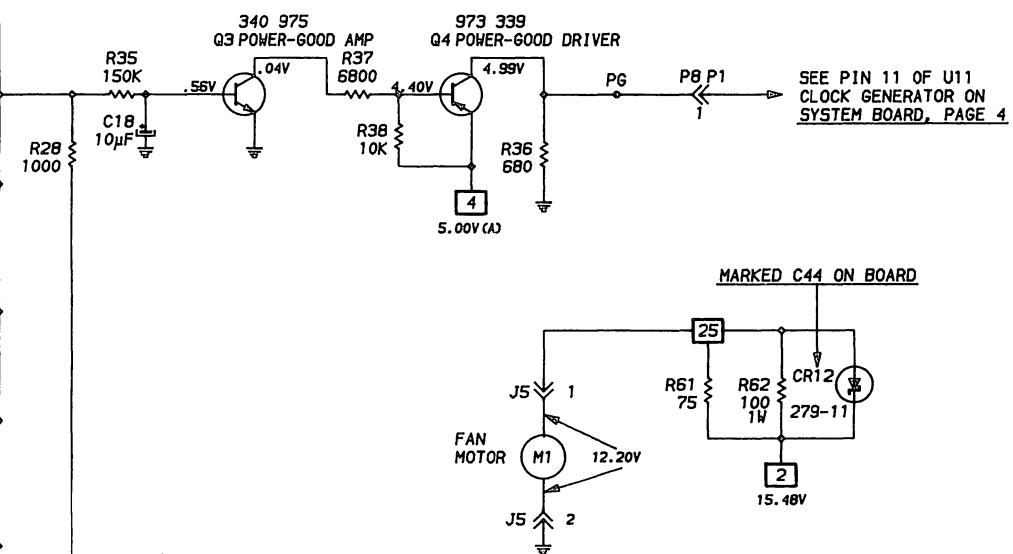 340 975
Q3 POWER-GOOD AMP
973 339
Q4 POWER-GOOD DRIVER
R35
150K
.56V
.04V
R37
6800
4.40V
4.99V
PG
P8 P1
1
SEE PIN 11 OF U11
CLOCK GENERATOR ON
SYSTEM BOARD, PAGE 4
C18
10µF
+
R28
1000
R38
10K
R36
680
4
5.00V(A)
MARKED C44 ON BOARD
25
J5
1
R61
75
R62
100
1W
CR12
279-11
FAN
MOTOR
M1
12.20V
2
15.48V
J5
2